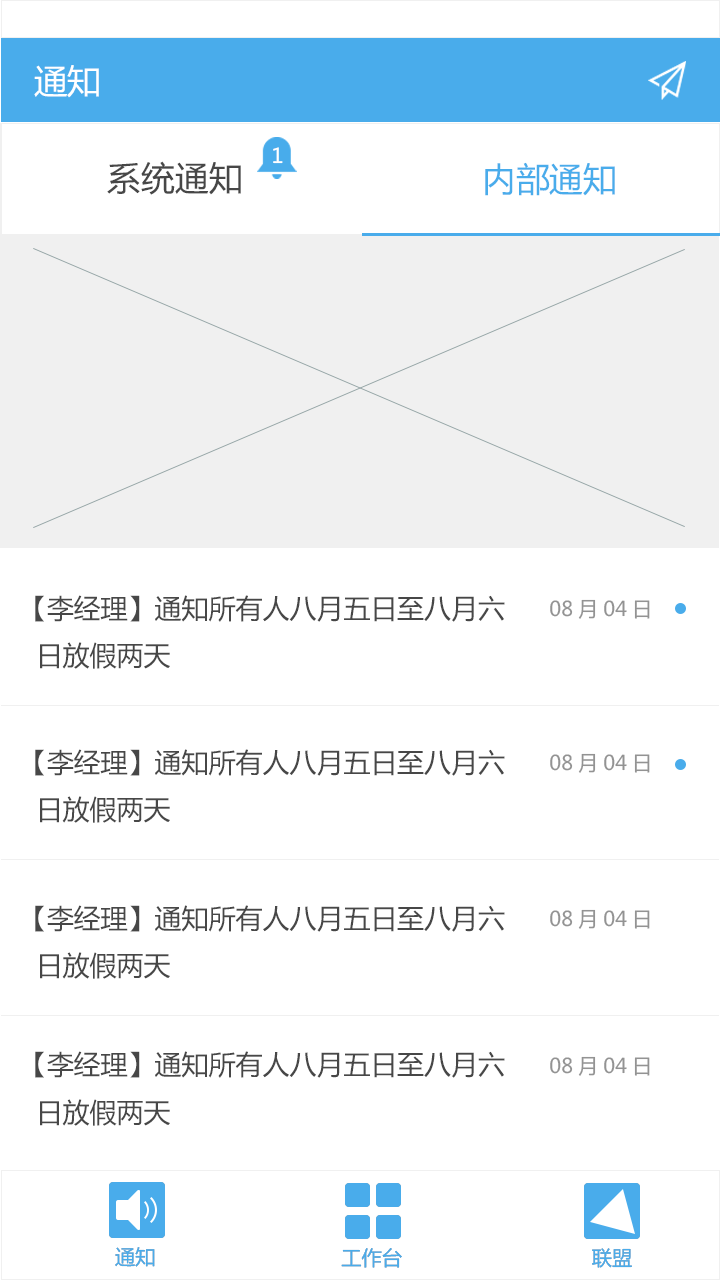 通知
系统通知
1
内部通知
【李经理】通知所有人八月五日至八月六
08 月 04 日
日放假两天
【李经理】通知所有人八月五日至八月六
08 月 04 日
日放假两天
【李经理】通知所有人八月五日至八月六
08 月 04 日
日放假两天
【李经理】通知所有人八月五日至八月六
08 月 04 日
日放假两天
通知
工作台
联盟